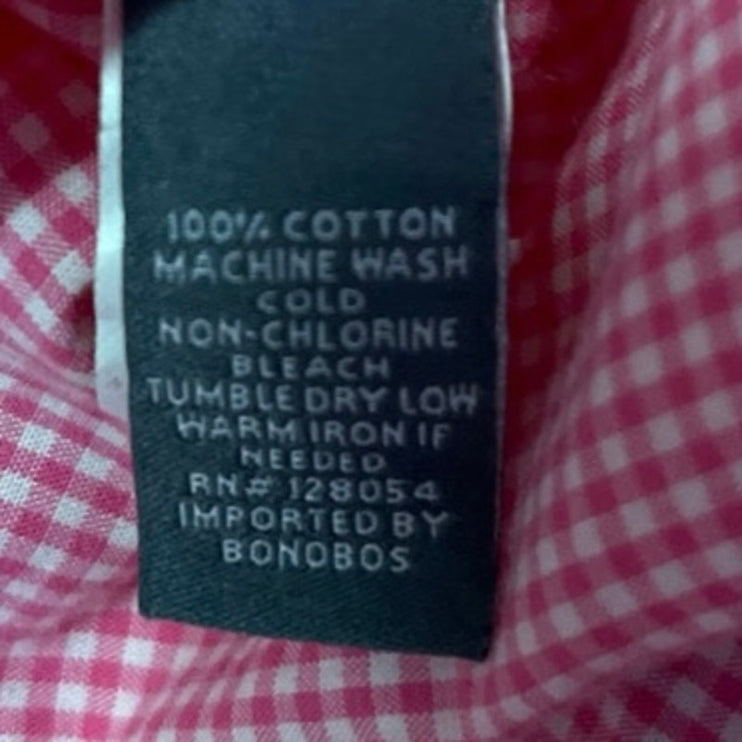 100% COTTON
MACHINE WASH
COLD
NON-CHLORINE
BLEACH
TUMBLE DRY LOW
WARM IRON IF
NEEDED
RN# 128054
IMPORTED BY
BONOBOS